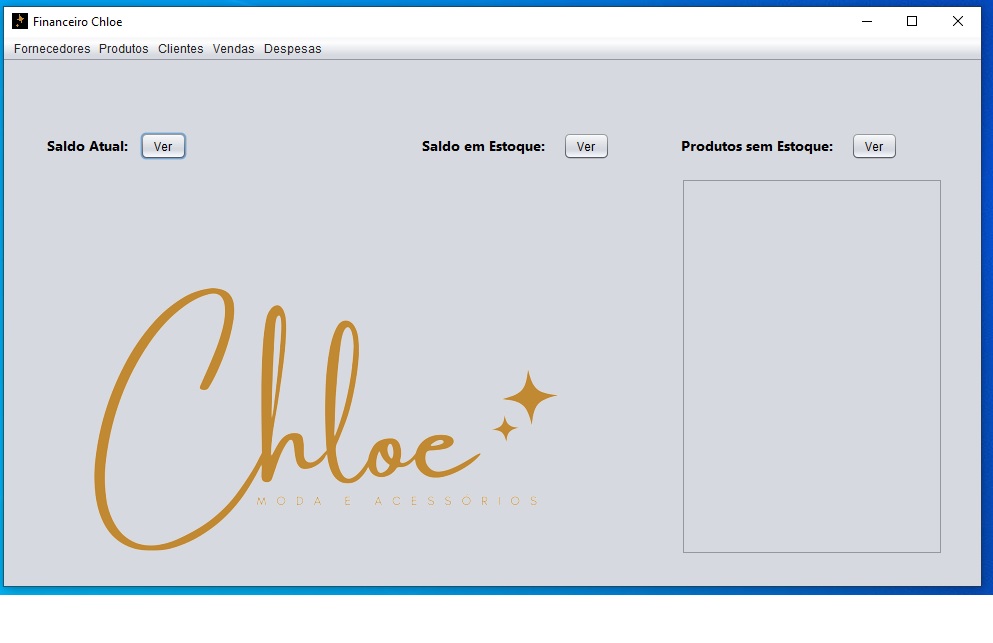 Financeiro Chloe
Fornecedores Produtos Clientes Vendas Despesas
Saldo Atual: Ver Saldo em Estoque: Ver Produtos sem Estoque: Ver
Chloe
MODA E ACESSORIOS